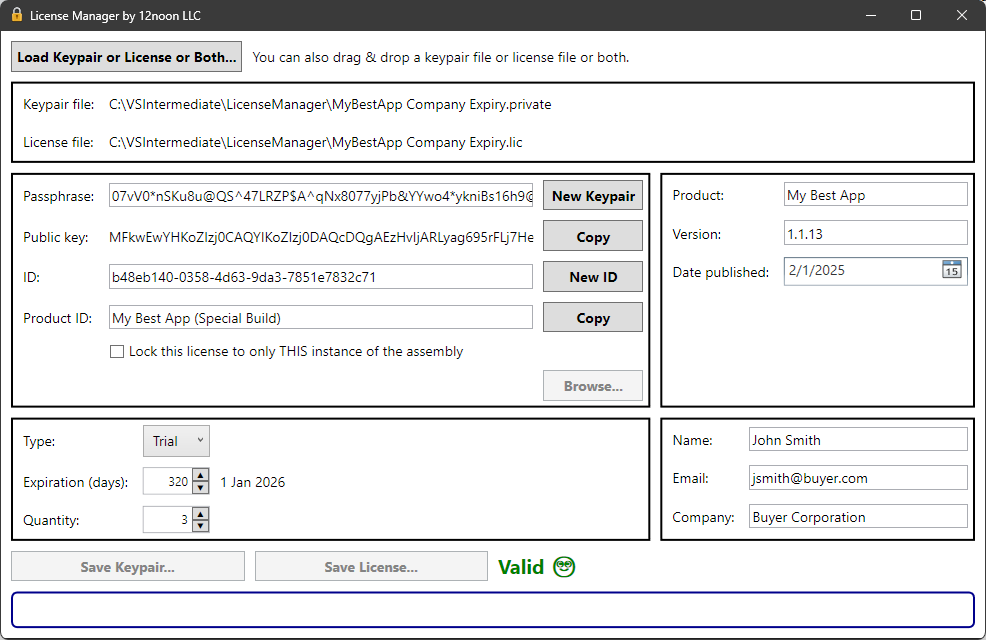 License Manager by 12noon LLC
Load Keypair or License or Both... You can also drag & drop a keypair file or license file or both.
Keypair file: C:\VSIntermediate\LicenseManager\MyBestApp Company Expiry.private
License file: C:\VSIntermediate\LicenseManager\MyBestApp Company Expiry.lic
Passphrase: 07vV0*nSKu8u@QS^47LRZP$A^qNx8077yjPb&YYwo4*ykniBs16h9@ New Keypair
Public key: MFkwEwYHKoZIzj0CAQYIKoZIzj0DAQcDQgAEzHvIjARLyag695rFLj7He Copy
ID: b48eb140-0358-4d63-9da3-7851e7832c71 New ID
Product ID: My Best App (Special Build) Copy
Lock this license to only THIS instance of the assembly
Browse...
Product: My Best App
Version: 1.1.13
Date published: 2/1/2025 15
Type: Trial
Expiration (days): 320 1 Jan 2026
Quantity: 3
Name: John Smith
Email: jsmith@buyer.com
Company: Buyer Corporation
Save Keypair... Save License... Valid